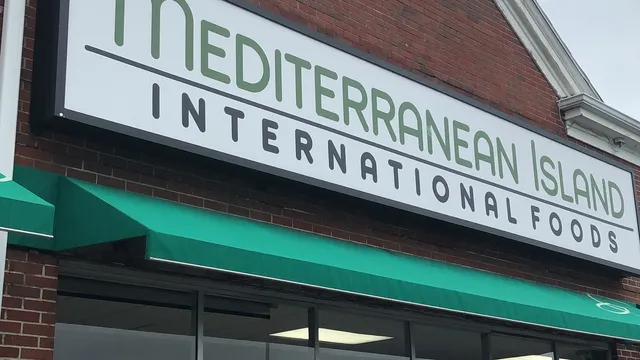 MEDITERRANEAN ISLAND
INTERNATIONAL FOODS